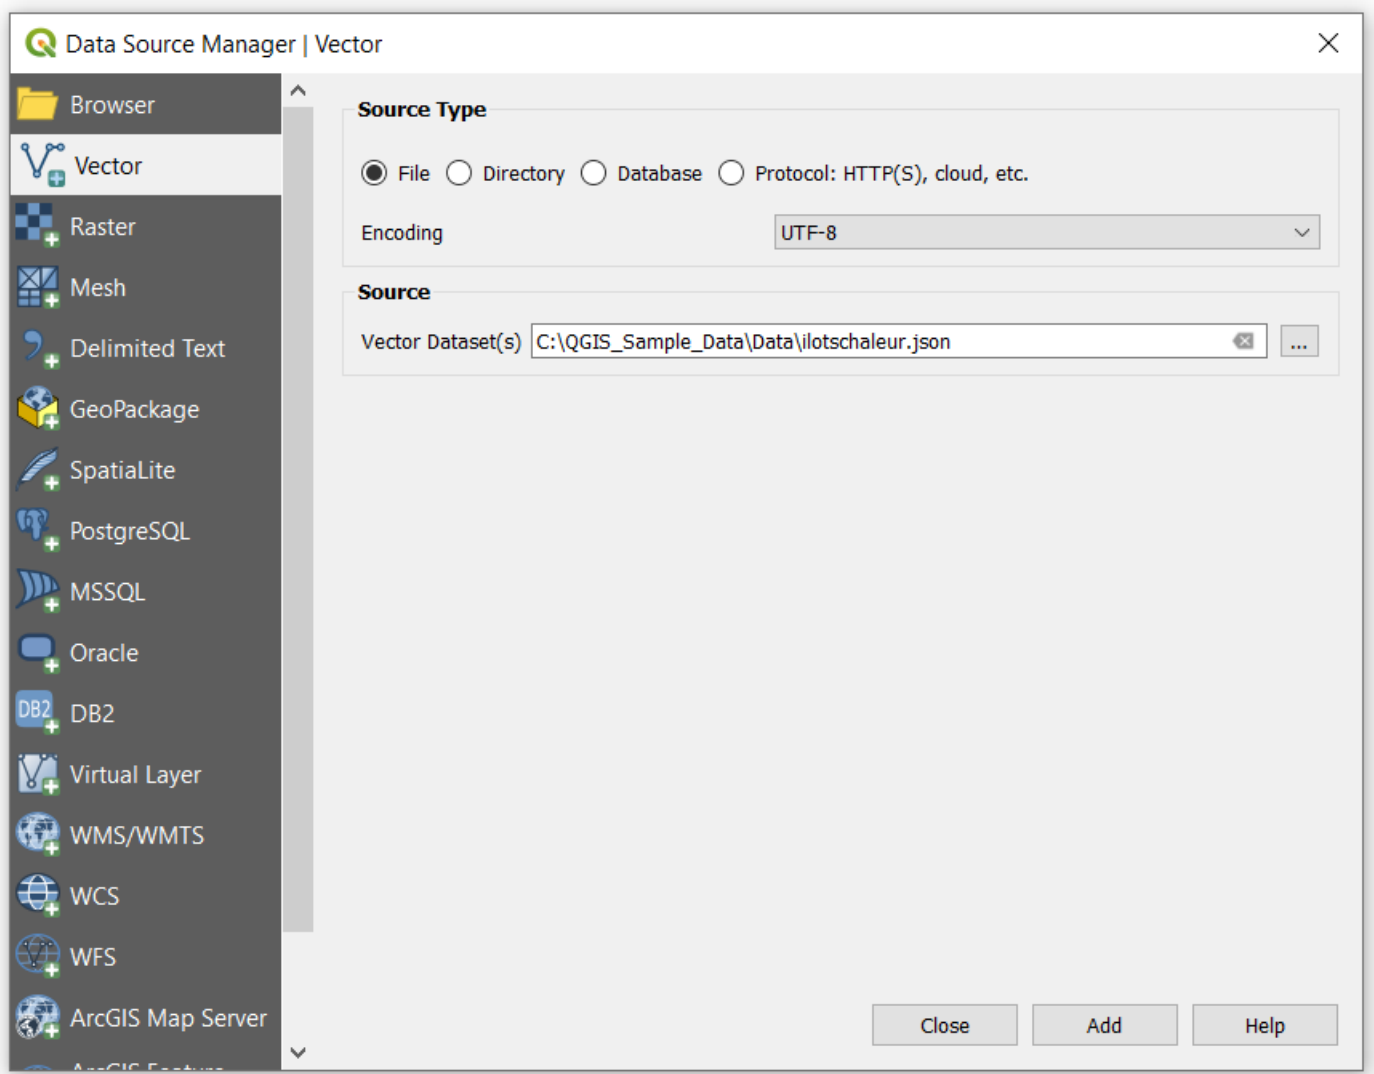 Data Source Manager | Vector
Browser
Vector
Raster
Mesh
Delimited Text
GeoPackage
SpatiaLite
PostgreSQL
MSSQL
Oracle
DB2
DB2
Virtual Layer
WMS/WMTS
WCS
WFS
ArcGIS Map Server
ArcGIS Feature
Source Type
File Directory Database Protocol: HTTP(S), cloud, etc.
Encoding UTF-8
Source
Vector Dataset(s) C:\QGIS_Sample_Data\Data\ilotschaleur.json ...
Close Add Help